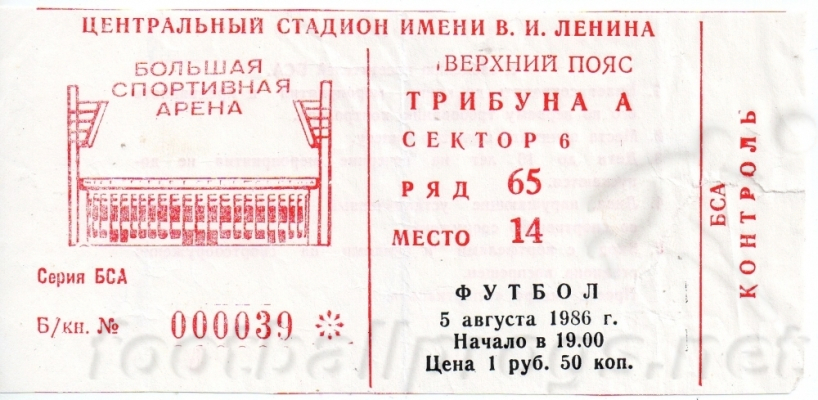 ЦЕНТРАЛЬНЫЙ СТАДИОН ИМЕНИ В. И. ЛЕНИНА
БОЛЬШАЯ
СПОРТИВНАЯ
АРЕНА
Серия БСА
Б/кн. № 000039
ВЕРХНИЙ ПОЯС
ТРИБУНА А
СЕКТОР 6
РЯД 65
МЕСТО 14
ФУТБОЛ
5 августа 1986 г.
Начало в 19.00
Цена 1 руб. 50 коп.
БСА
КОНТРОЛЬ